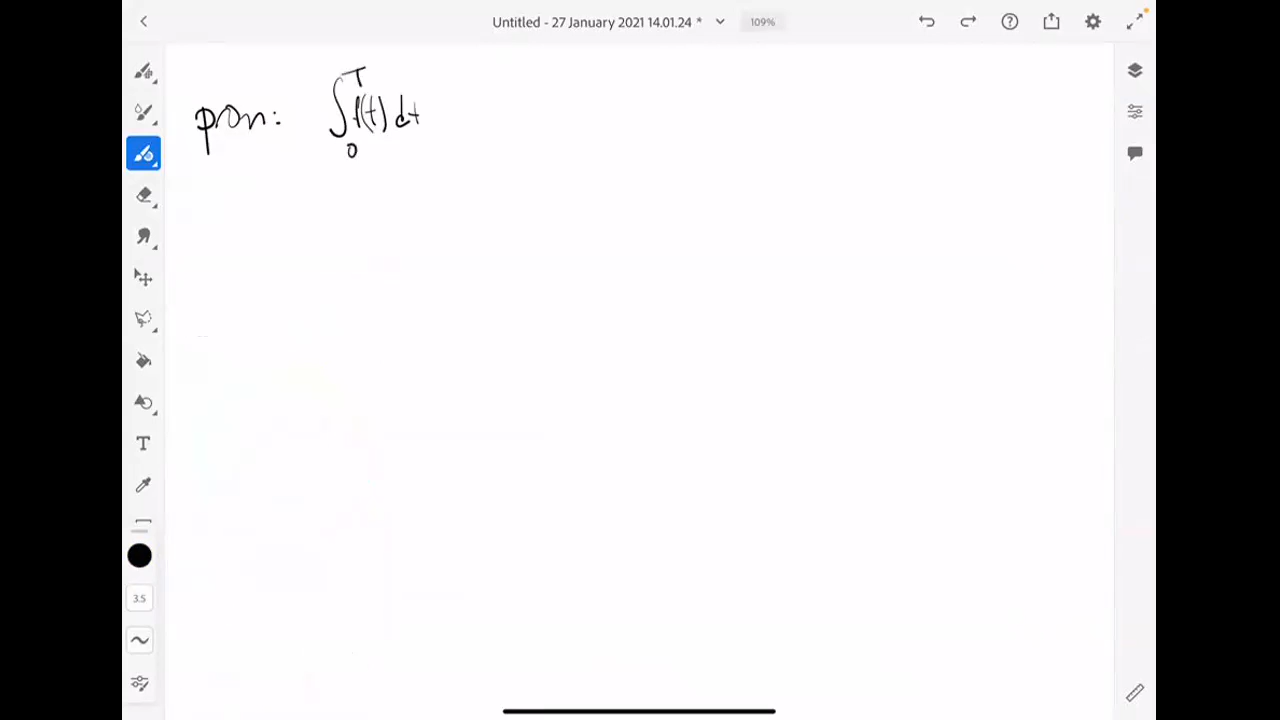 Untitled - 27 January 2021 14.01.24 *
109%
pron: ∫₀ᵀ f(t) dt
T
3.5